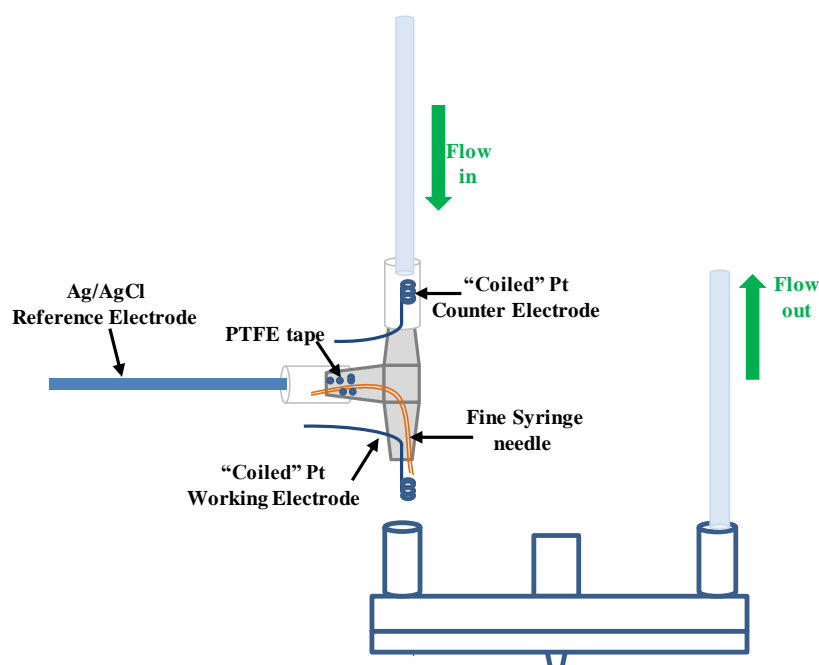 Flow
in
Ag/AgCl
Reference Electrode
“Coiled” Pt
Counter Electrode
Flow
out
PTFE tape
Fine Syringe
needle
“Coiled” Pt
Working Electrode